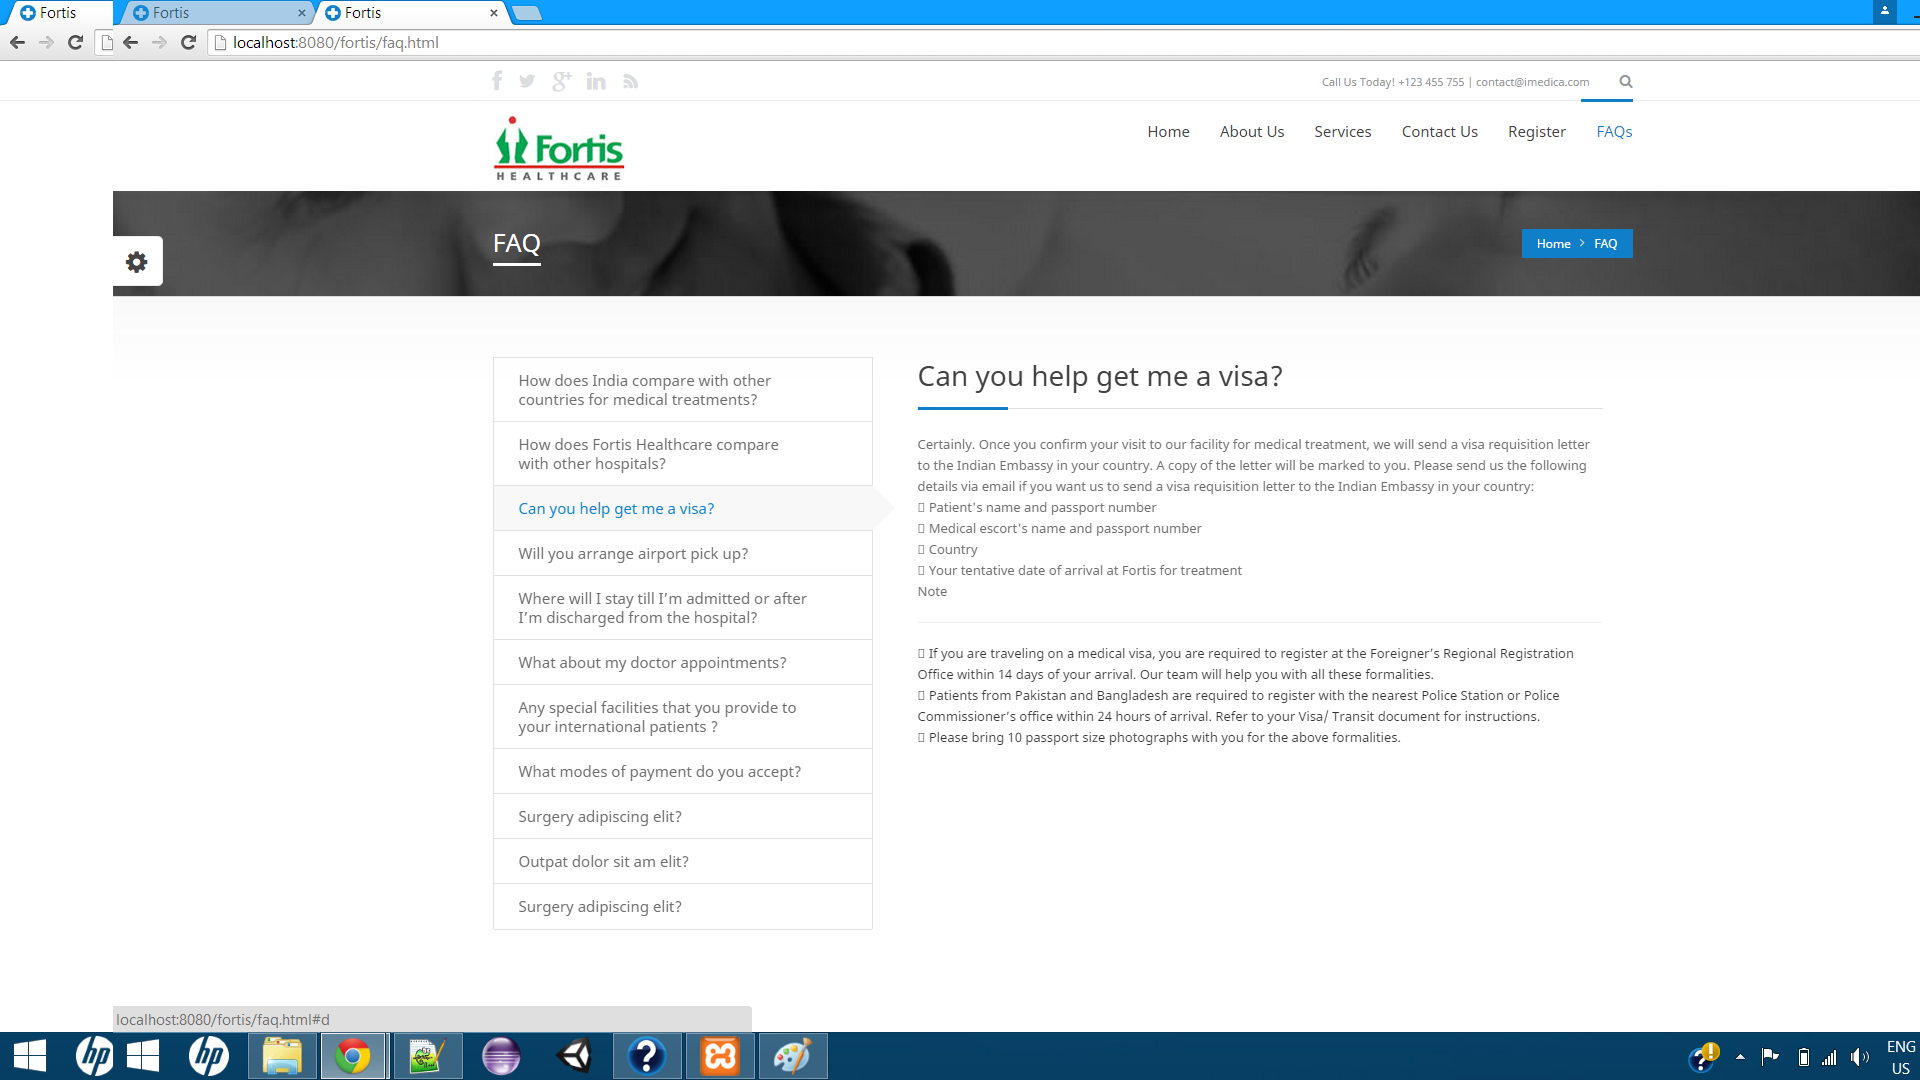 Fortis
Fortis
Fortis
localhost:8080/fortis/faq.html
Call Us Today! +123 455 755 | contact@imedica.com
Fortis
HEALTHCARE
Home
About Us
Services
Contact Us
Register
FAQs
FAQ
Home > FAQ
How does India compare with other
countries for medical treatments?
How does Fortis Healthcare compare
with other hospitals?
Can you help get me a visa?
Will you arrange airport pick up?
Where will I stay till I’m admitted or after
I’m discharged from the hospital?
What about my doctor appointments?
Any special facilities that you provide to
your international patients ?
What modes of payment do you accept?
Surgery adipiscing elit?
Outpat dolor sit am elit?
Surgery adipiscing elit?
Can you help get me a visa?
Certainly. Once you confirm your visit to our facility for medical treatment, we will send a visa requisition letter
to the Indian Embassy in your country. A copy of the letter will be marked to you. Please send us the following
details via email if you want us to send a visa requisition letter to the Indian Embassy in your country:
Patient's name and passport number
Medical escort's name and passport number
Country
Your tentative date of arrival at Fortis for treatment
Note
If you are traveling on a medical visa, you are required to register at the Foreigner’s Regional Registration
Office within 14 days of your arrival. Our team will help you with all these formalities.
Patients from Pakistan and Bangladesh are required to register with the nearest Police Station or Police
Commissioner’s office within 24 hours of arrival. Refer to your Visa/ Transit document for instructions.
Please bring 10 passport size photographs with you for the above formalities.
localhost:8080/fortis/faq.html#d
hp
hp
ENG
US